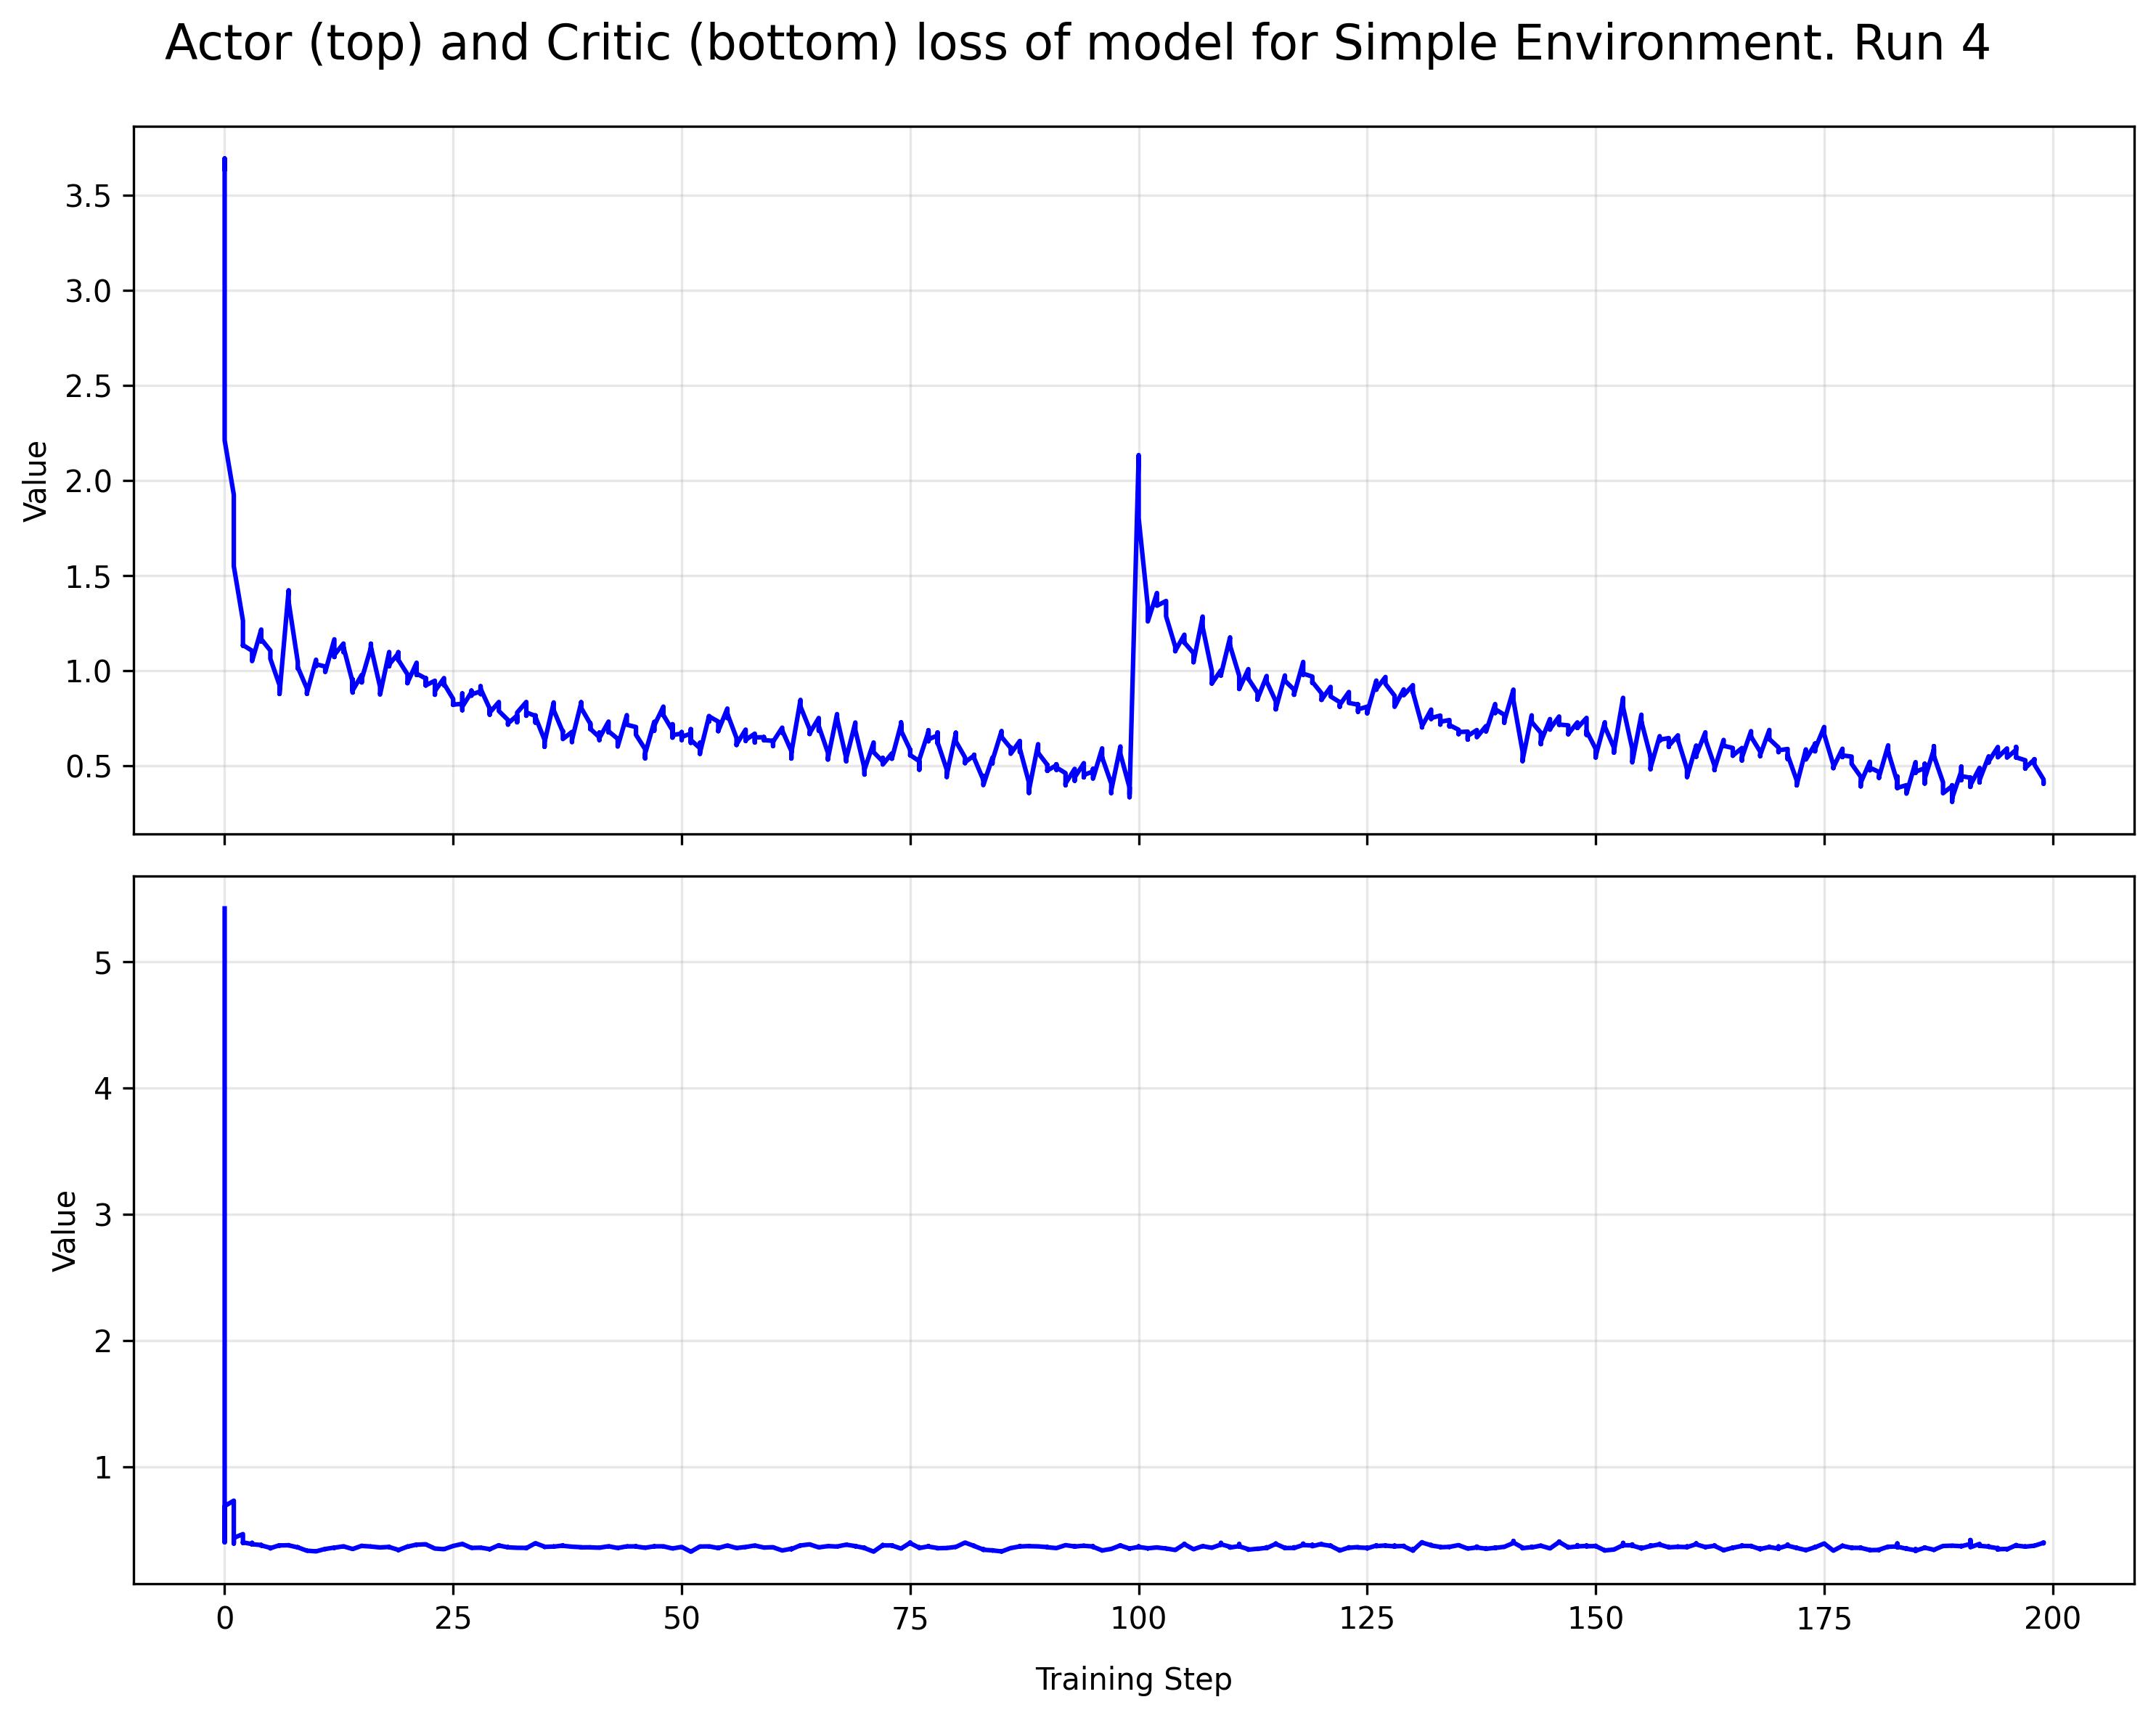 Actor (top) and Critic (bottom) loss of model for Simple Environment. Run 4
3.5
3.0
2.5
2.0
1.5
1.0
0.5
Value
5
4
3
2
1
Value
0 25 50 75 100 125 150 175 200
Training Step